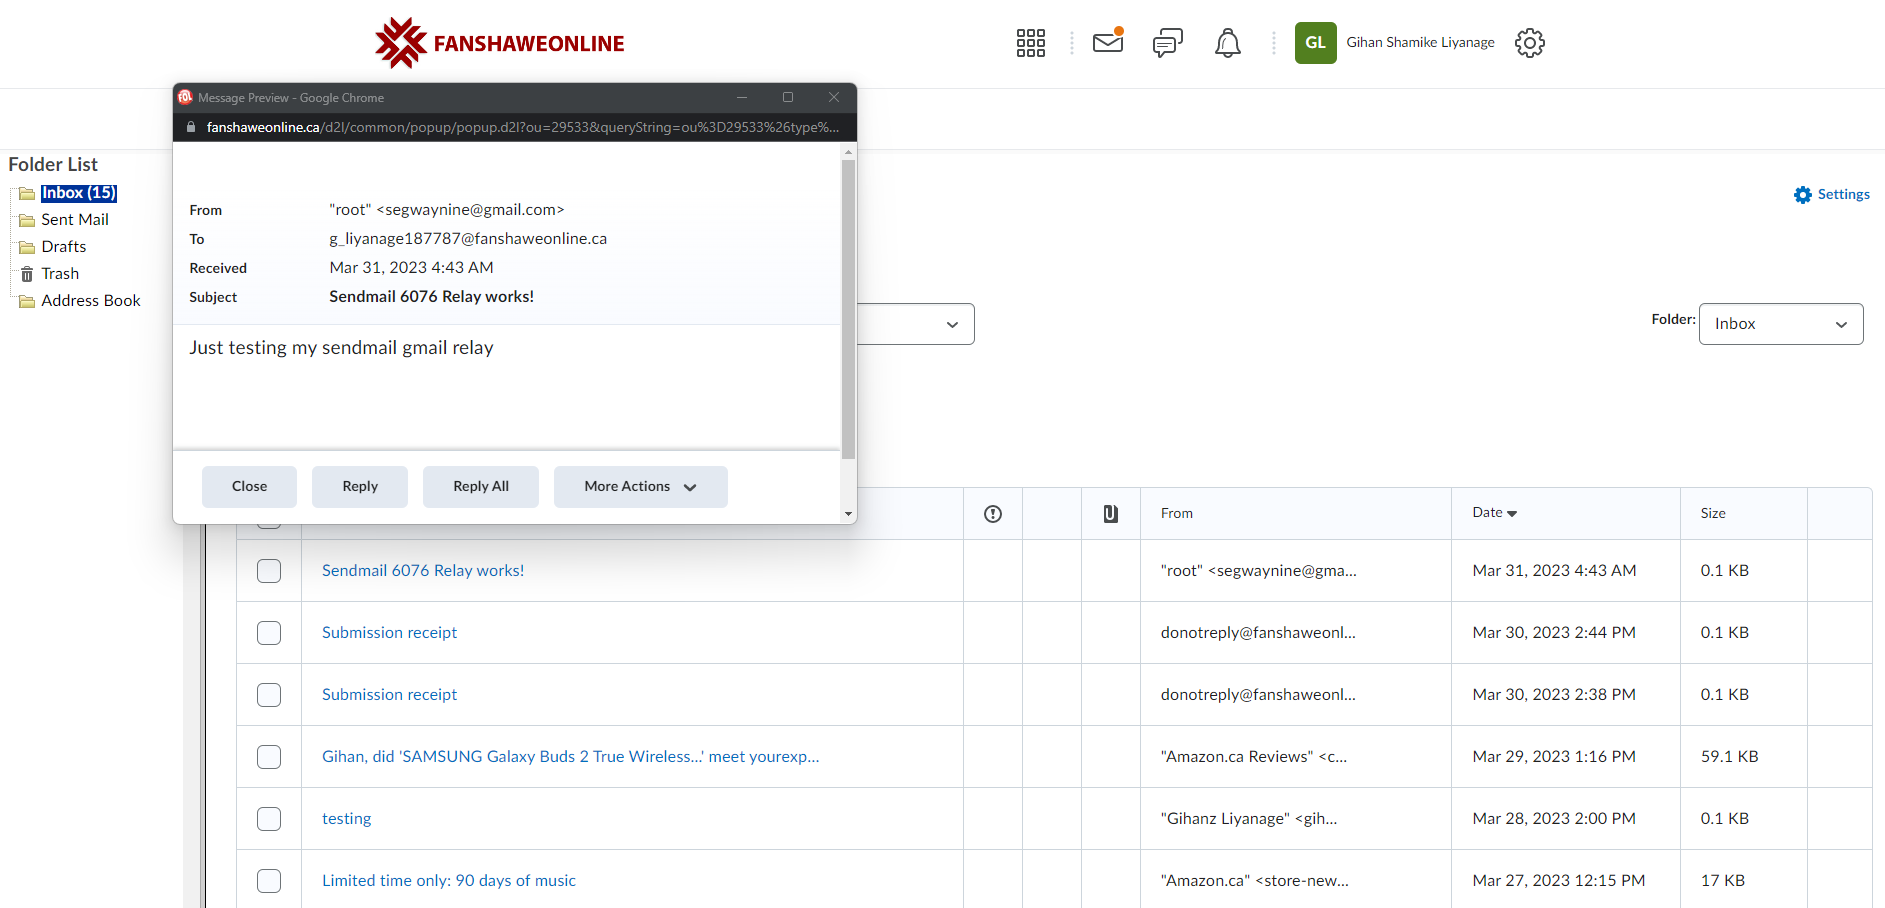 FANSHAWEONLINE
GL
Gihan Shamike Liyanage
Message Preview - Google Chrome
fanshaweonline.ca/d2l/common/popup/popup.d2l?ou=29533&queryString=ou%3D29533%26type%...
Folder List
Inbox (15)
Sent Mail
Drafts
Trash
Address Book
Settings
From "root" <segwaynine@gmail.com>
To g_liyanage187787@fanshaweonline.ca
Received Mar 31, 2023 4:43 AM
Subject Sendmail 6076 Relay works!
Just testing my sendmail gmail relay
Folder: Inbox
Close Reply Reply All More Actions
From Date Size
Sendmail 6076 Relay works! "root" <segwaynine@gma... Mar 31, 2023 4:43 AM 0.1 KB
Submission receipt donotreply@fanshaweonl... Mar 30, 2023 2:44 PM 0.1 KB
Submission receipt donotreply@fanshaweonl... Mar 30, 2023 2:38 PM 0.1 KB
Gihan, did 'SAMSUNG Galaxy Buds 2 True Wireless...' meet yourexp... "Amazon.ca Reviews" <c... Mar 29, 2023 1:16 PM 59.1 KB
testing "Gihanz Liyanage" <gih... Mar 28, 2023 2:00 PM 0.1 KB
Limited time only: 90 days of music "Amazon.ca" <store-new... Mar 27, 2023 12:15 PM 17 KB